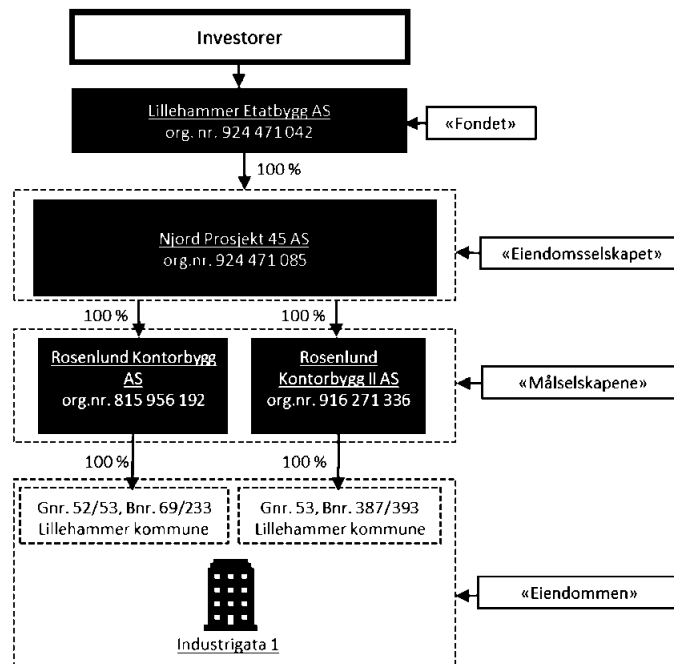 Investorer
Lillehammer Etatbygg AS
org. nr. 924 471 042
«Fondet»
100 %
Njord Prosjekt 45 AS
org.nr. 924 471 085
«Eiendomsselskapet»
100 %
100 %
Rosenlund Kontorbygg
AS
org.nr. 815 956 192
Rosenlund
Kontorbygg II AS
org.nr. 916 271 336
«Målselskapene»
100 %
100 %
Gnr. 52/53, Bnr. 69/233
Lillehammer kommune
Gnr. 53, Bnr. 387/393
Lillehammer kommune
«Eiendommen»
Industrigata 1